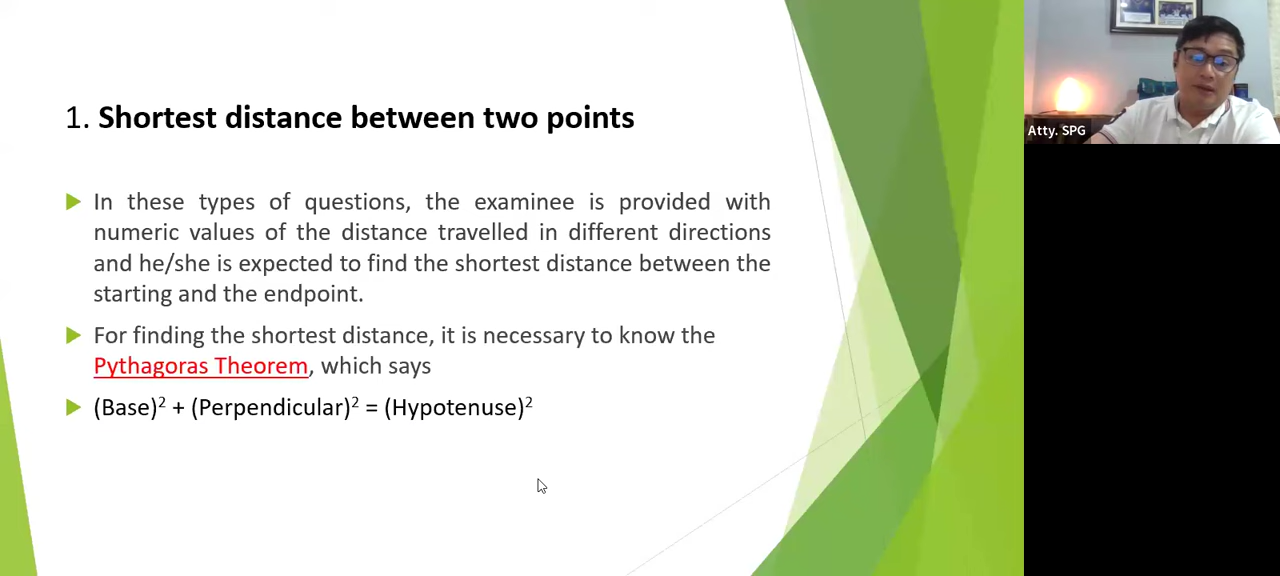 1. Shortest distance between two points
In these types of questions, the examinee is provided with
numeric values of the distance travelled in different directions
and he/she is expected to find the shortest distance between the
starting and the endpoint.
For finding the shortest distance, it is necessary to know the
Pythagoras Theorem, which says
(Base)² + (Perpendicular)² = (Hypotenuse)²
Atty. SPG